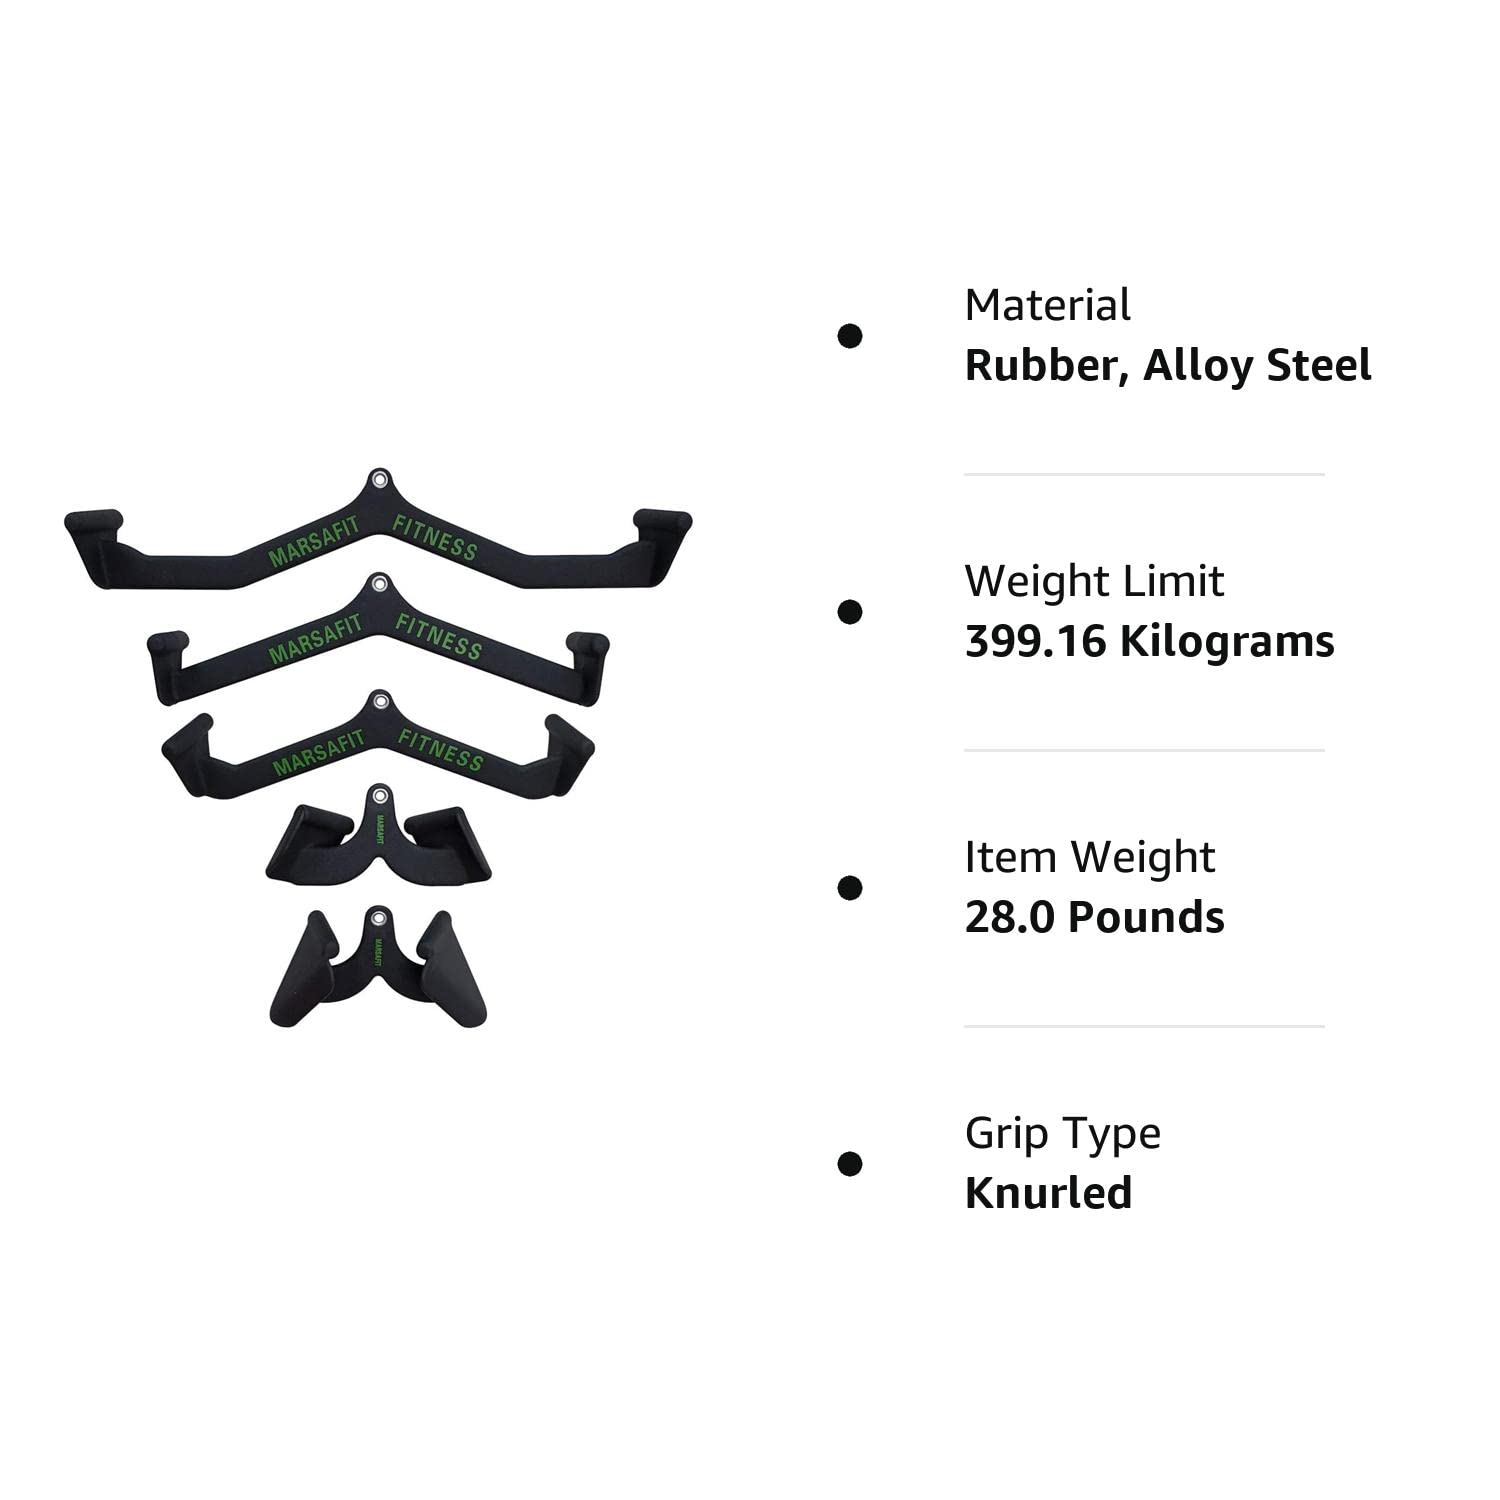 MARSAFIT FITNESS
MARSAFIT FITNESS
MARSAFIT FITNESS
MARSAFIT
MARSAFIT
Material
Rubber, Alloy Steel
Weight Limit
399.16 Kilograms
Item Weight
28.0 Pounds
Grip Type
Knurled